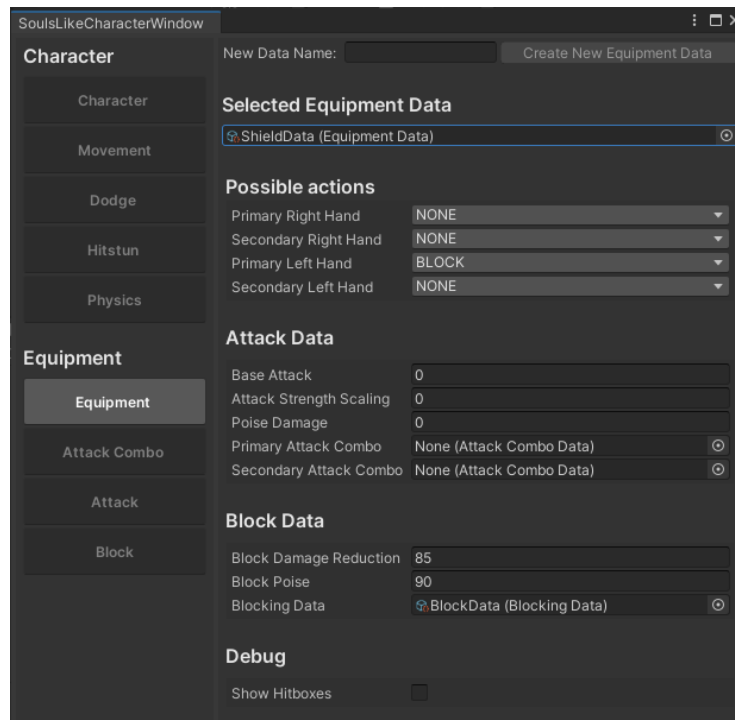 SoulsLikeCharacterWindow
Character
Character
Movement
Dodge
Hitstun
Physics
Equipment
Equipment
Attack Combo
Attack
Block
New Data Name: Create New Equipment Data
Selected Equipment Data
ShieldData (Equipment Data)
Possible actions
Primary Right Hand NONE
Secondary Right Hand NONE
Primary Left Hand BLOCK
Secondary Left Hand NONE
Attack Data
Base Attack 0
Attack Strength Scaling 0
Poise Damage 0
Primary Attack Combo None (Attack Combo Data)
Secondary Attack Combo None (Attack Combo Data)
Block Data
Block Damage Reduction 85
Block Poise 90
Blocking Data BlockData (Blocking Data)
Debug
Show Hitboxes